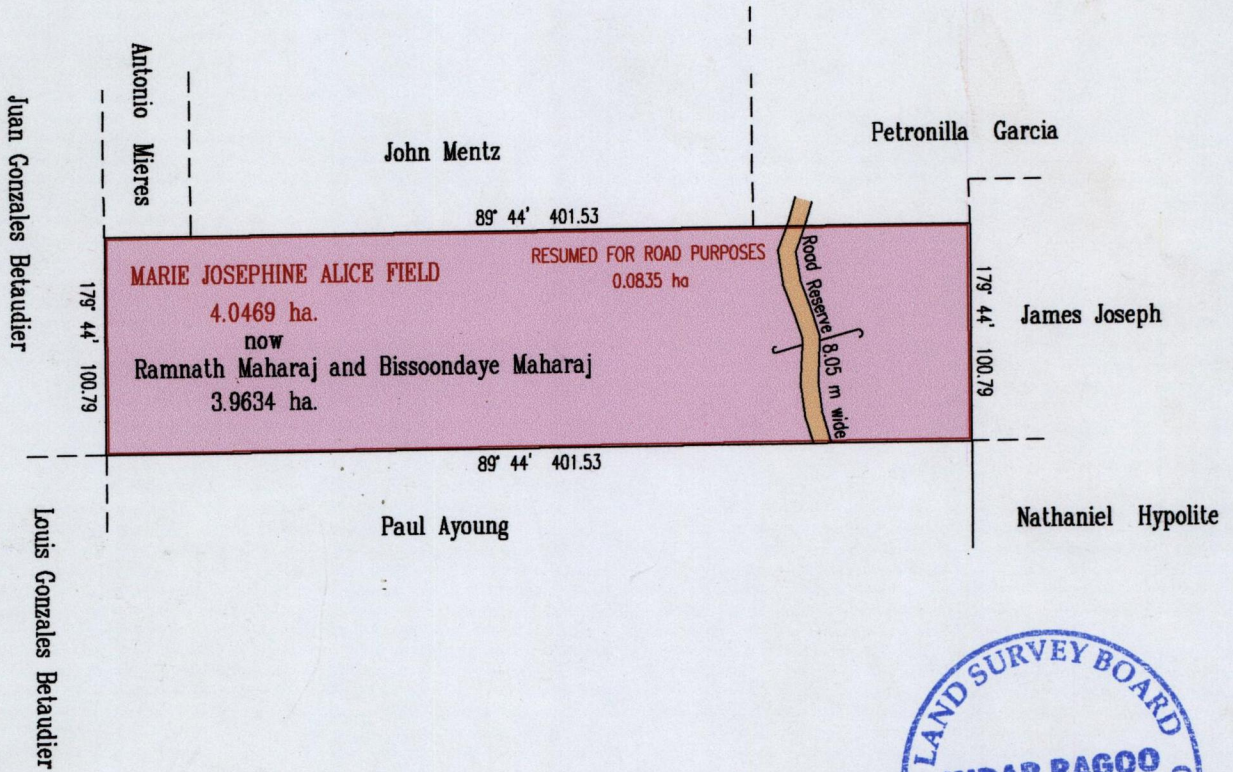 Juan Gonzales Betaudier
Antonio Mieres
John Mentz
Petronilla Garcia
89° 44' 401.53
MARIE JOSEPHINE ALICE FIELD
4.0469 ha.
now
Ramnath Maharaj and Bissoondaye Maharaj
3.9634 ha.
RESUMED FOR ROAD PURPOSES
0.0835 ha
Road Reserve 8.05 m wide
179° 44' 100.79
179° 44' 100.79
James Joseph
89° 44' 401.53
Paul Ayoung
Nathaniel Hypolite
Louis Gonzales Betaudier
LAND SURVEY BOARD
RAGOO